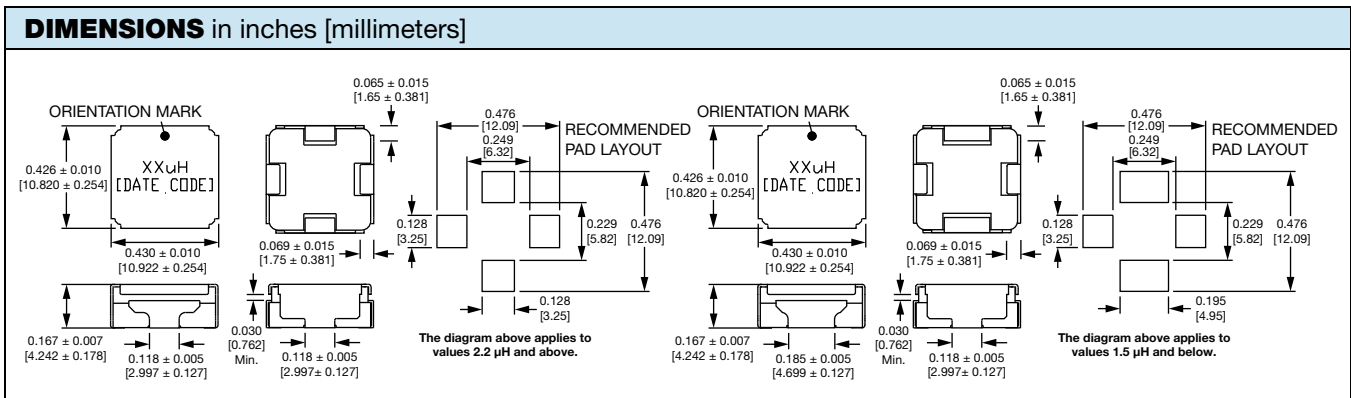 DIMENSIONS in inches [millimeters]
ORIENTATION MARK
XXuH
[DATE CODE]
0.426 ± 0.010
[10.820 ± 0.254]
0.430 ± 0.010
[10.922 ± 0.254]
0.065 ± 0.015
[1.65 ± 0.381]
0.069 ± 0.015
[1.75 ± 0.381]
0.476
[12.09]
0.249
[6.32]
RECOMMENDED
PAD LAYOUT
0.128
[3.25]
0.229
[5.82]
0.476
[12.09]
0.128
[3.25]
0.167 ± 0.007
[4.242 ± 0.178]
0.118 ± 0.005
[2.997 ± 0.127]
0.030
[0.762]
Min.
0.118 ± 0.005
[2.997± 0.127]
The diagram above applies to
values 2.2 µH and above.
ORIENTATION MARK
XXuH
[DATE CODE]
0.426 ± 0.010
[10.820 ± 0.254]
0.430 ± 0.010
[10.922 ± 0.254]
0.065 ± 0.015
[1.65 ± 0.381]
0.069 ± 0.015
[1.75 ± 0.381]
0.476
[12.09]
0.249
[6.32]
RECOMMENDED
PAD LAYOUT
0.128
[3.25]
0.229
[5.82]
0.476
[12.09]
0.195
[4.95]
0.167 ± 0.007
[4.242 ± 0.178]
0.185 ± 0.005
[4.699 ± 0.127]
0.030
[0.762]
Min.
0.118 ± 0.005
[2.997± 0.127]
The diagram above applies to
values 1.5 µH and below.